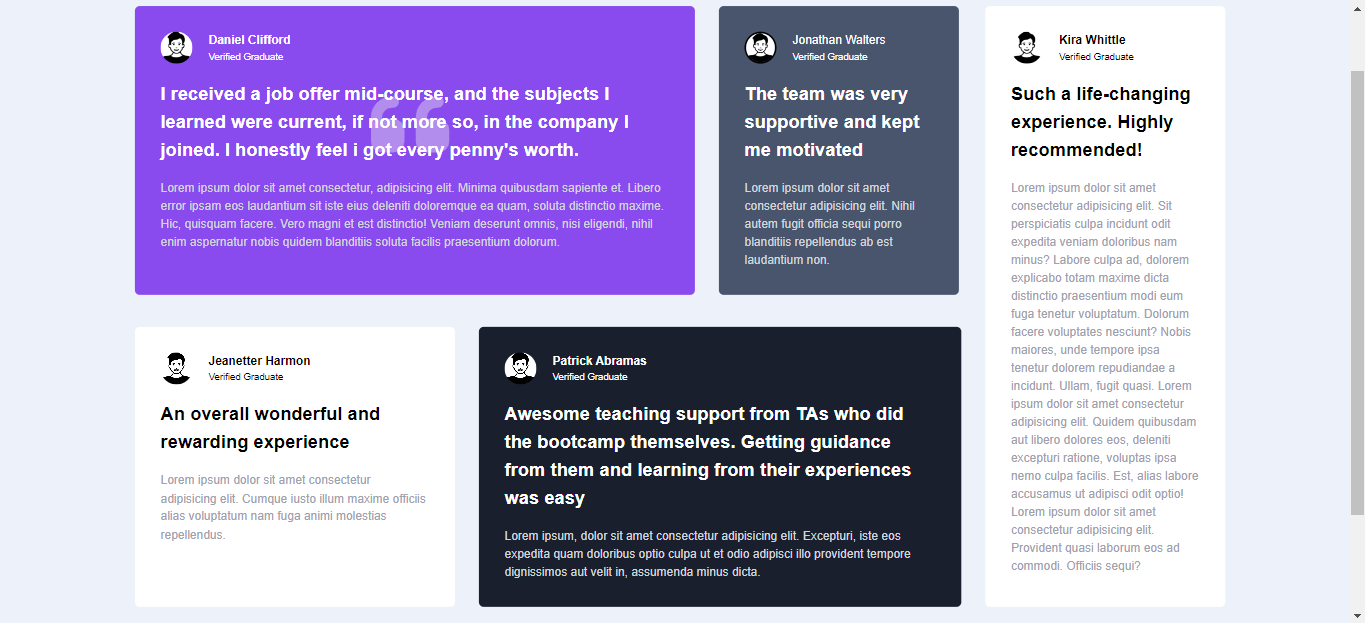 Daniel Clifford
Verified Graduate
I received a job offer mid-course, and the subjects I
learned were current, if not more so, in the company I
joined. I honestly feel i got every penny's worth.
Lorem ipsum dolor sit amet consectetur, adipisicing elit. Minima quibusdam sapiente et. Libero
error ipsam eos laudantium sit iste eius deleniti doloremque ea quam, soluta distinctio maxime.
Hic, quisquam facere. Vero magni et est distinctio! Veniam deserunt omnis, nisi eligendi, nihil
enim aspernatur nobis quidem blanditiis soluta facilis praesentium dolorum.
Jonathan Walters
Verified Graduate
The team was very
supportive and kept
me motivated
Lorem ipsum dolor sit amet
consectetur adipisicing elit. Nihil
autem fugit officia sequi porro
blanditiis repellendus ab est
laudantium non.
Kira Whittle
Verified Graduate
Such a life-changing
experience. Highly
recommended!
Lorem ipsum dolor sit amet
consectetur adipisicing elit. Sit
perspiciatis culpa incidunt odit
expedita veniam doloribus nam
minus? Labore culpa ad, dolorem
explicabo totam maxime dicta
distinctio praesentium modi eum
fuga tenetur voluptatum. Dolorum
facere voluptates nesciunt? Nobis
maiores, unde tempore ipsa
tenetur dolorem repudiandae a
incidunt. Ullam, fugit quasi. Lorem
ipsum dolor sit amet consectetur
adipisicing elit. Quidem quibusdam
aut libero dolores eos, deleniti
excepturi ratione, voluptas ipsa
nemo culpa facilis. Est, alias labore
accusamus ut adipisci odit optio!
Lorem ipsum dolor sit amet
consectetur adipisicing elit.
Provident quasi laborum eos ad
commodi. Officiis sequi?
Jeanetter Harmon
Verified Graduate
An overall wonderful and
rewarding experience
Lorem ipsum dolor sit amet consectetur
adipisicing elit. Cumque iusto illum maxime officiis
alias voluptatum nam fuga animi molestias
repellendus.
Patrick Abramas
Verified Graduate
Awesome teaching support from TAs who did
the bootcamp themselves. Getting guidance
from them and learning from their experiences
was easy
Lorem ipsum, dolor sit amet consectetur adipisicing elit. Excepturi, iste eos
expedita quam doloribus optio culpa ut et odio adipisci illo provident tempore
dignissimos aut velit in, assumenda minus dicta.